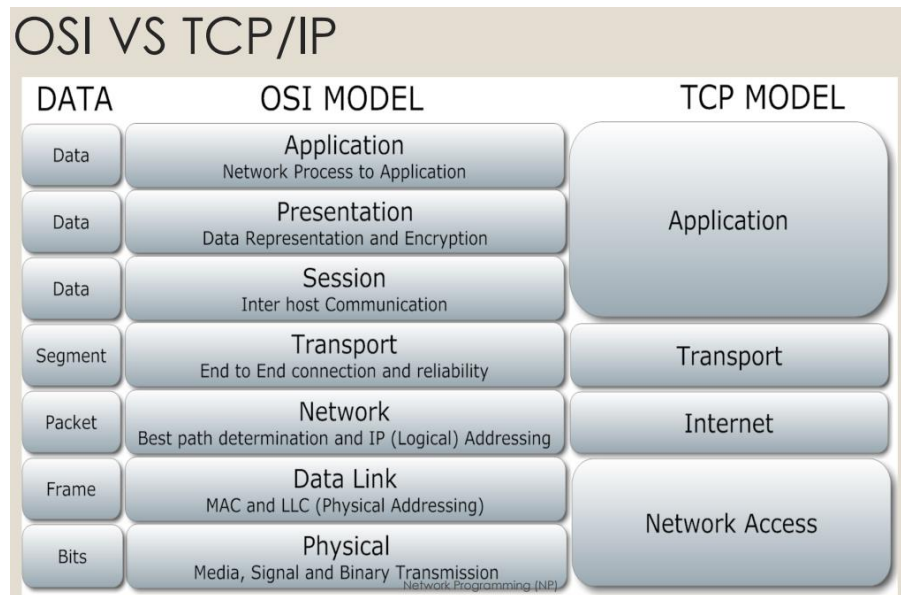 OSI VS TCP/IP
DATA OSI MODEL TCP MODEL
Data
Application
Network Process to Application
Data
Presentation
Data Representation and Encryption
Application
Data
Session
Inter host Communication
Segment
Transport
End to End connection and reliability
Transport
Packet
Network
Best path determination and IP (Logical) Addressing
Internet
Frame
Data Link
MAC and LLC (Physical Addressing)
Bits
Physical
Media, Signal and Binary Transmission
Network Access
Network Programming (NP)